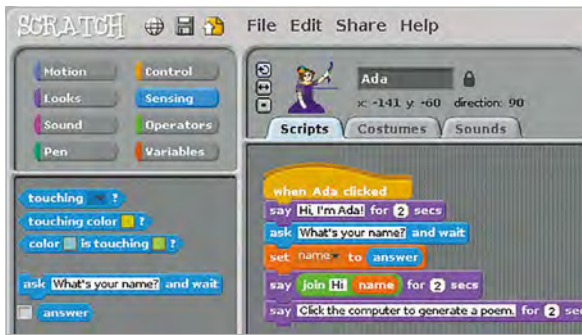 SCRATCH File Edit Share Help
Motion Control
Looks Sensing
Sound Operators
Pen Variables
Ada
x: -141 y: -60 direction: 90
Scripts Costumes Sounds
touching ?
touching color ?
color is touching ?
ask What's your name? and wait
answer
when Ada clicked
say Hi, I'm Ada! for 2 secs
ask What's your name? and wait
set name to answer
say join Hi name for 2 secs
say Click the computer to generate a poem. for 2 se